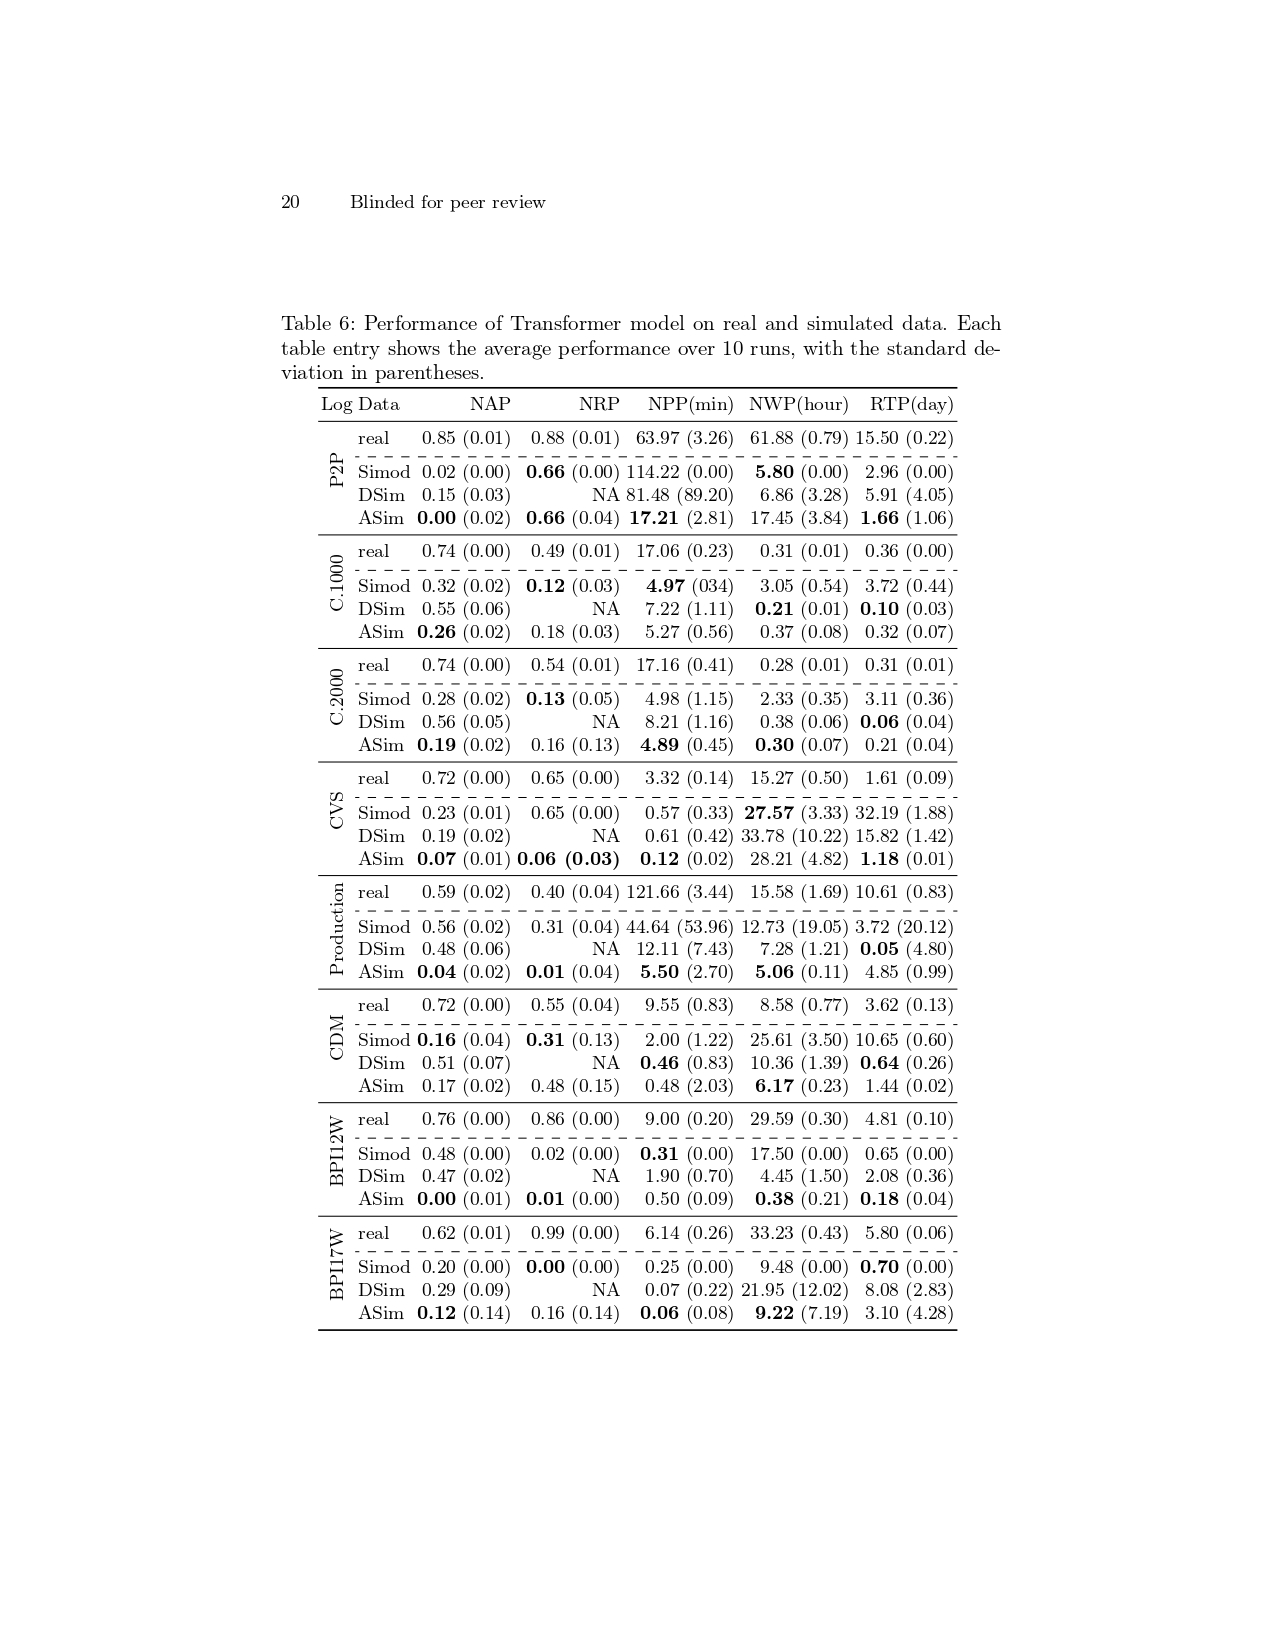 20 Blinded for peer review
Table 6: Performance of Transformer model on real and simulated data. Each
table entry shows the average performance over 10 runs, with the standard de-
viation in parentheses.
Log Data NAP NRP NPP(min) NWP(hour) RTP(day)
P2P
real 0.85 (0.01) 0.88 (0.01) 63.97 (3.26) 61.88 (0.79) 15.50 (0.22)
Simod 0.02 (0.00) 0.66 (0.00) 114.22 (0.00) 5.80 (0.00) 2.96 (0.00)
DSim 0.15 (0.03) NA 81.48 (89.20) 6.86 (3.28) 5.91 (4.05)
ASim 0.00 (0.02) 0.66 (0.04) 17.21 (2.81) 17.45 (3.84) 1.66 (1.06)
C.1000
real 0.74 (0.00) 0.49 (0.01) 17.06 (0.23) 0.31 (0.01) 0.36 (0.00)
Simod 0.32 (0.02) 0.12 (0.03) 4.97 (034) 3.05 (0.54) 3.72 (0.44)
DSim 0.55 (0.06) NA 7.22 (1.11) 0.21 (0.01) 0.10 (0.03)
ASim 0.26 (0.02) 0.18 (0.03) 5.27 (0.56) 0.37 (0.08) 0.32 (0.07)
C.2000
real 0.74 (0.00) 0.54 (0.01) 17.16 (0.41) 0.28 (0.01) 0.31 (0.01)
Simod 0.28 (0.02) 0.13 (0.05) 4.98 (1.15) 2.33 (0.35) 3.11 (0.36)
DSim 0.56 (0.05) NA 8.21 (1.16) 0.38 (0.06) 0.06 (0.04)
ASim 0.19 (0.02) 0.16 (0.13) 4.89 (0.45) 0.30 (0.07) 0.21 (0.04)
CVS
real 0.72 (0.00) 0.65 (0.00) 3.32 (0.14) 15.27 (0.50) 1.61 (0.09)
Simod 0.23 (0.01) 0.65 (0.00) 0.57 (0.33) 27.57 (3.33) 32.19 (1.88)
DSim 0.19 (0.02) NA 0.61 (0.42) 33.78 (10.22) 15.82 (1.42)
ASim 0.07 (0.01) 0.06 (0.03) 0.12 (0.02) 28.21 (4.82) 1.18 (0.01)
Production
real 0.59 (0.02) 0.40 (0.04) 121.66 (3.44) 15.58 (1.69) 10.61 (0.83)
Simod 0.56 (0.02) 0.31 (0.04) 44.64 (53.96) 12.73 (19.05) 3.72 (20.12)
DSim 0.48 (0.06) NA 12.11 (7.43) 7.28 (1.21) 0.05 (4.80)
ASim 0.04 (0.02) 0.01 (0.04) 5.50 (2.70) 5.06 (0.11) 4.85 (0.99)
CDM
real 0.72 (0.00) 0.55 (0.04) 9.55 (0.83) 8.58 (0.77) 3.62 (0.13)
Simod 0.16 (0.04) 0.31 (0.13) 2.00 (1.22) 25.61 (3.50) 10.65 (0.60)
DSim 0.51 (0.07) NA 0.46 (0.83) 10.36 (1.39) 0.64 (0.26)
ASim 0.17 (0.02) 0.48 (0.15) 0.48 (2.03) 6.17 (0.23) 1.44 (0.02)
BPI12W
real 0.76 (0.00) 0.86 (0.00) 9.00 (0.20) 29.59 (0.30) 4.81 (0.10)
Simod 0.48 (0.00) 0.02 (0.00) 0.31 (0.00) 17.50 (0.00) 0.65 (0.00)
DSim 0.47 (0.02) NA 1.90 (0.70) 4.45 (1.50) 2.08 (0.36)
ASim 0.00 (0.01) 0.01 (0.00) 0.50 (0.09) 0.38 (0.21) 0.18 (0.04)
BPI17W
real 0.62 (0.01) 0.99 (0.00) 6.14 (0.26) 33.23 (0.43) 5.80 (0.06)
Simod 0.20 (0.00) 0.00 (0.00) 0.25 (0.00) 9.48 (0.00) 0.70 (0.00)
DSim 0.29 (0.09) NA 0.07 (0.22) 21.95 (12.02) 8.08 (2.83)
ASim 0.12 (0.14) 0.16 (0.14) 0.06 (0.08) 9.22 (7.19) 3.10 (4.28)